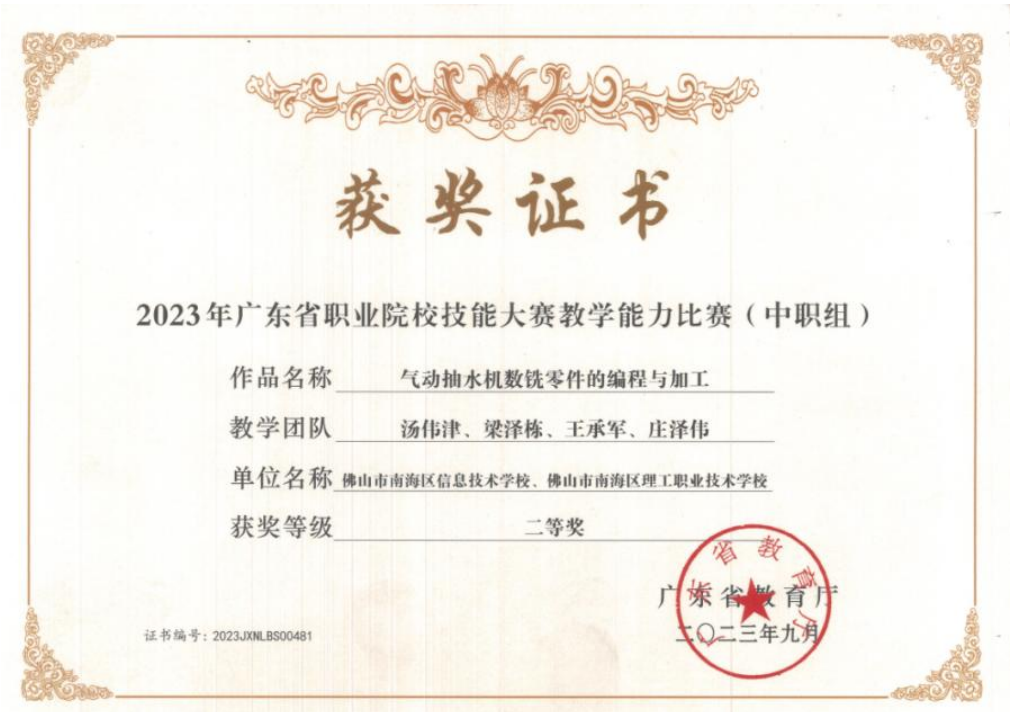 获奖证书
2023年广东省职业院校技能大赛教学能力比赛（中职组）
作品名称 气动抽水机数铣零件的编程与加工
教学团队 汤伟津、梁泽栋、王承军、庄泽伟
单位名称 佛山市南海区信息技术学校、佛山市南海区理工职业技术学校
获奖等级 二等奖
广东省教育厅
广东省教育厅
二〇二三年九月
证书编号：2023JXNLBS00481